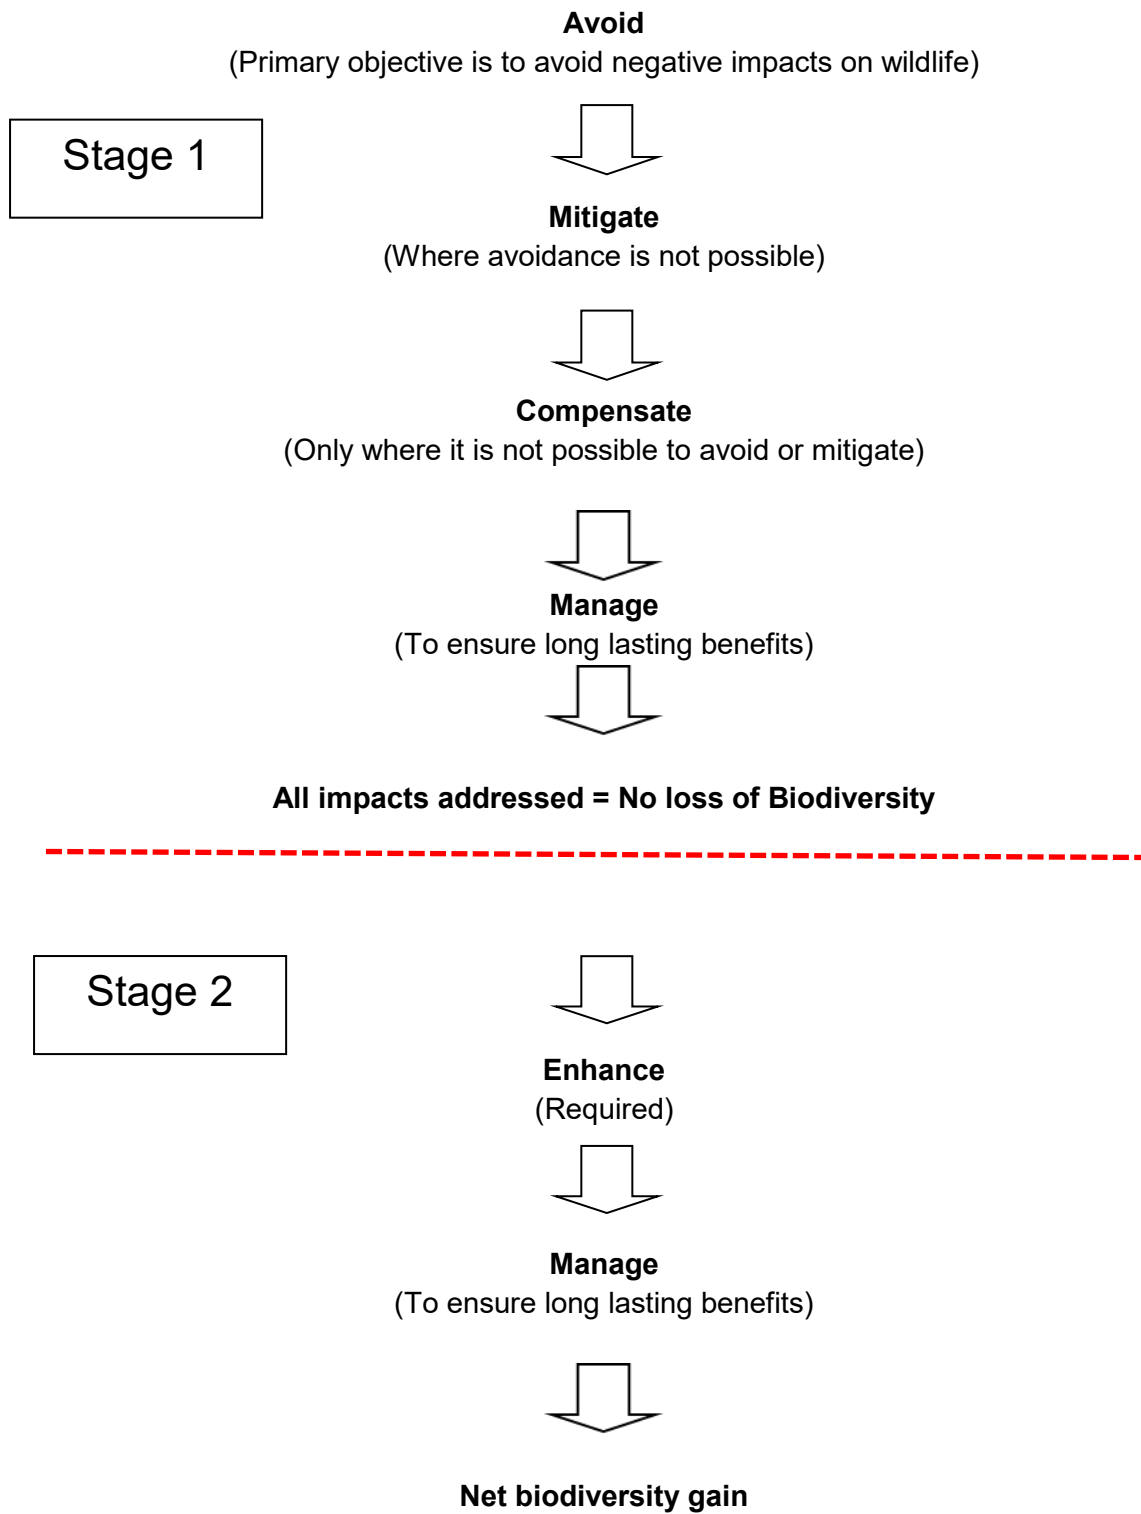 Avoid
(Primary objective is to avoid negative impacts on wildlife)
Stage 1
Mitigate
(Where avoidance is not possible)
Compensate
(Only where it is not possible to avoid or mitigate)
Manage
(To ensure long lasting benefits)
All impacts addressed = No loss of Biodiversity
Stage 2
Enhance
(Required)
Manage
(To ensure long lasting benefits)
Net biodiversity gain